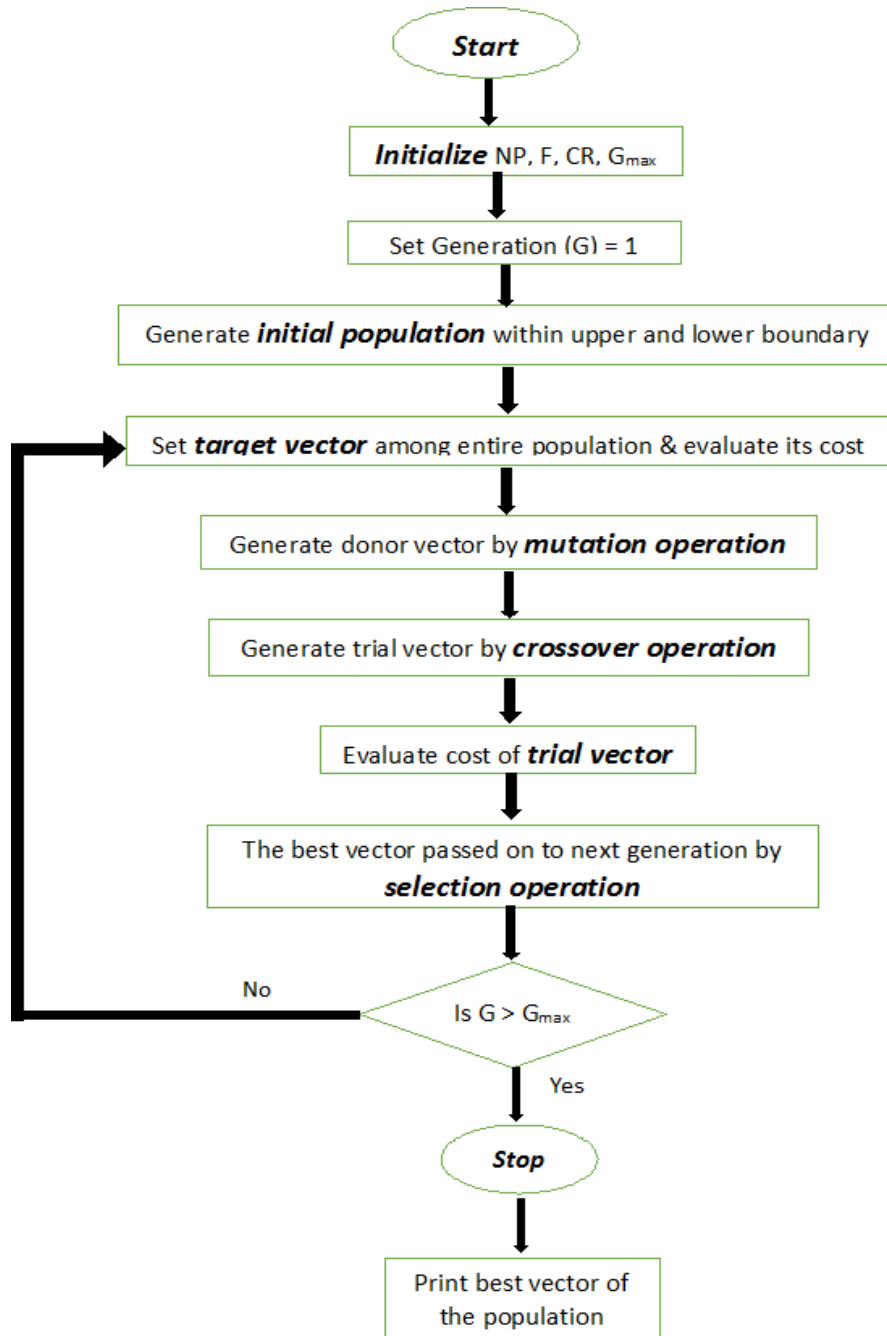 Start
Initialize NP, F, CR, Gmax
Set Generation (G) = 1
Generate initial population within upper and lower boundary
Set target vector among entire population & evaluate its cost
Generate donor vector by mutation operation
Generate trial vector by crossover operation
Evaluate cost of trial vector
The best vector passed on to next generation by
selection operation
No
Is G > Gmax
Yes
Stop
Print best vector of
the population